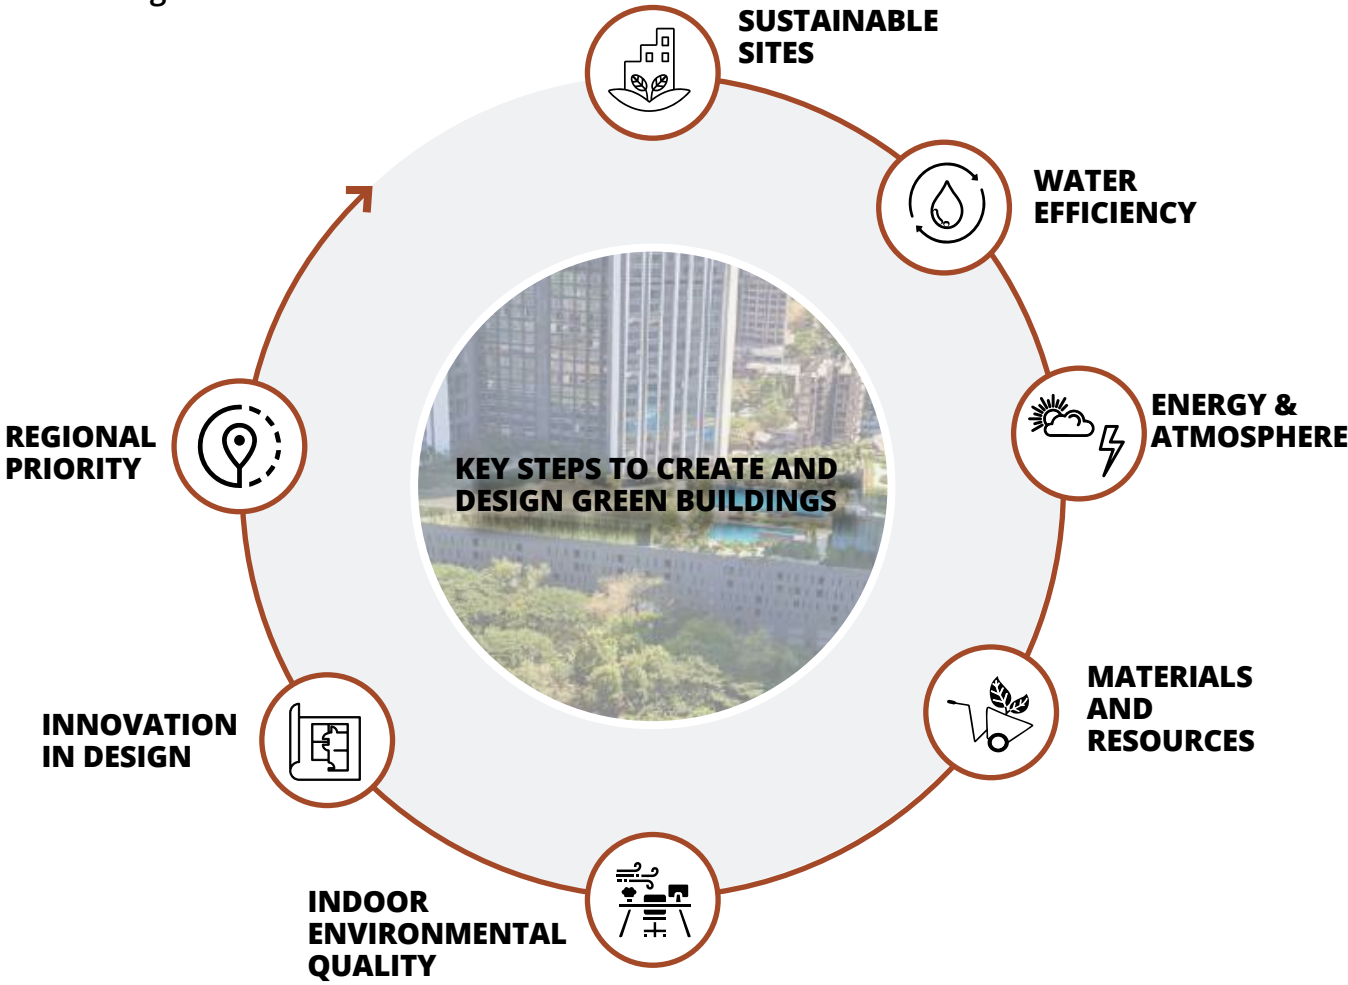 SUSTAINABLE
SITES
WATER
EFFICIENCY
ENERGY &
ATMOSPHERE
MATERIALS
AND
RESOURCES
INDOOR
ENVIRONMENTAL
QUALITY
INNOVATION
IN DESIGN
REGIONAL
PRIORITY
KEY STEPS TO CREATE AND
DESIGN GREEN BUILDINGS